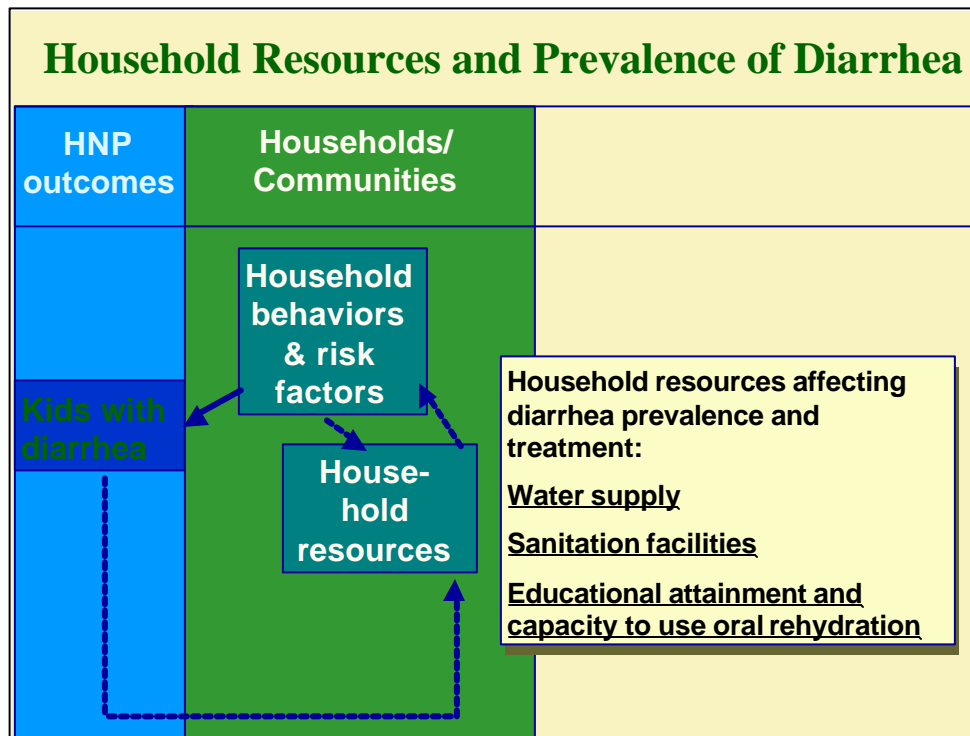 Household Resources and Prevalence of Diarrhea
HNP
outcomes
Households/
Communities
Household
behaviors
& risk
factors
Kids with
diarrhea
House-
hold
resources
Household resources affecting
diarrhea prevalence and
treatment:
Water supply
Sanitation facilities
Educational attainment and
capacity to use oral rehydration